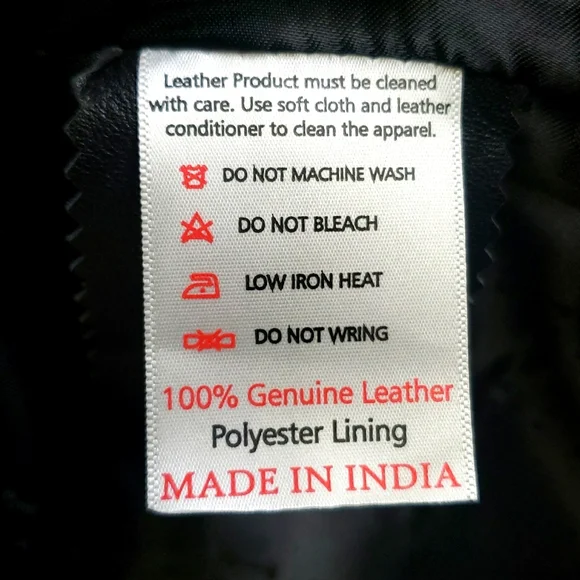 Leather Product must be cleaned
with care. Use soft cloth and leather
conditioner to clean the apparel.
DO NOT MACHINE WASH
DO NOT BLEACH
LOW IRON HEAT
DO NOT WRING
100% Genuine Leather
Polyester Lining
MADE IN INDIA